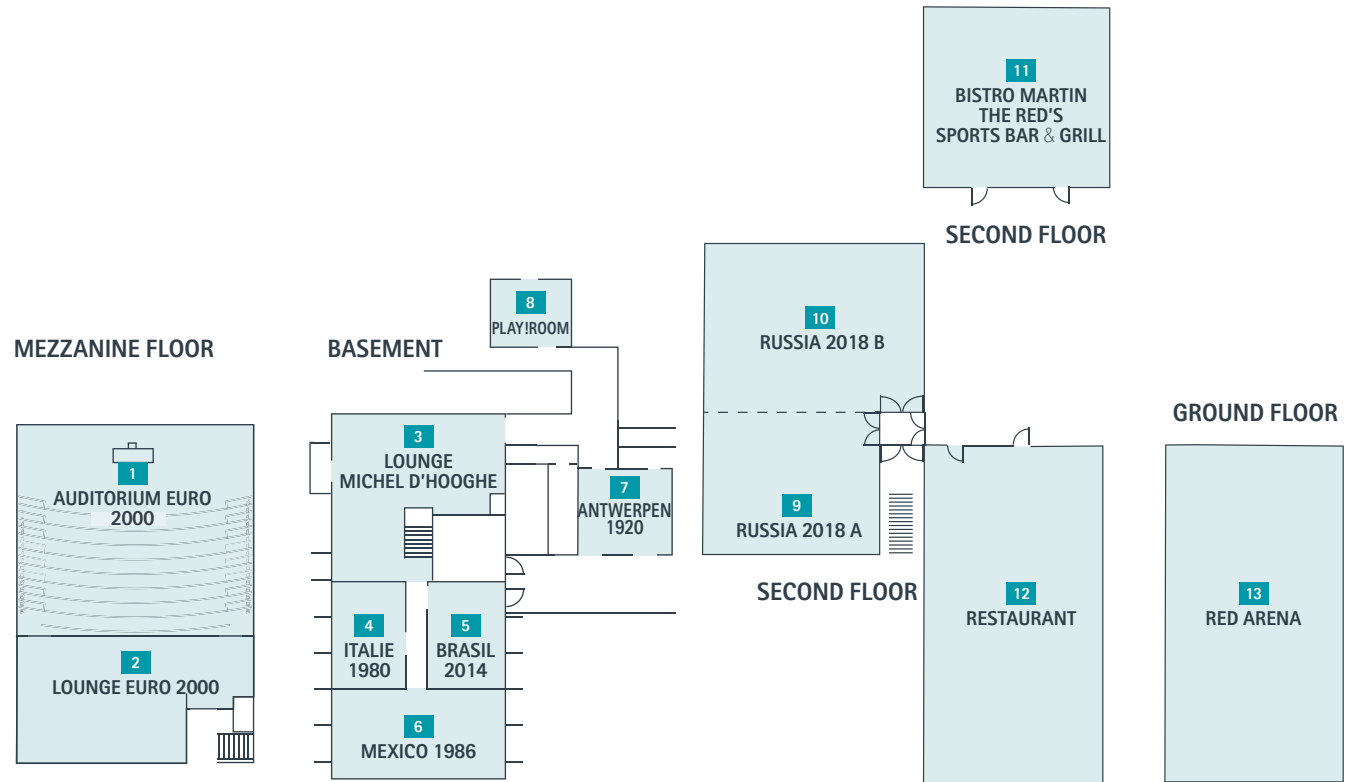 MEZZANINE FLOOR
1
AUDITORIUM EURO
2000
2
LOUNGE EURO 2000
BASEMENT
3
LOUNGE
MICHEL D'HOOGHE
4
ITALIE
1980
5
BRASIL
2014
6
MEXICO 1986
7
ANTWERPEN
1920
8
PLAY!ROOM
10
RUSSIA 2018 B
9
RUSSIA 2018 A
SECOND FLOOR
11
BISTRO MARTIN
THE RED'S
SPORTS BAR & GRILL
SECOND FLOOR
12
RESTAURANT
GROUND FLOOR
13
RED ARENA